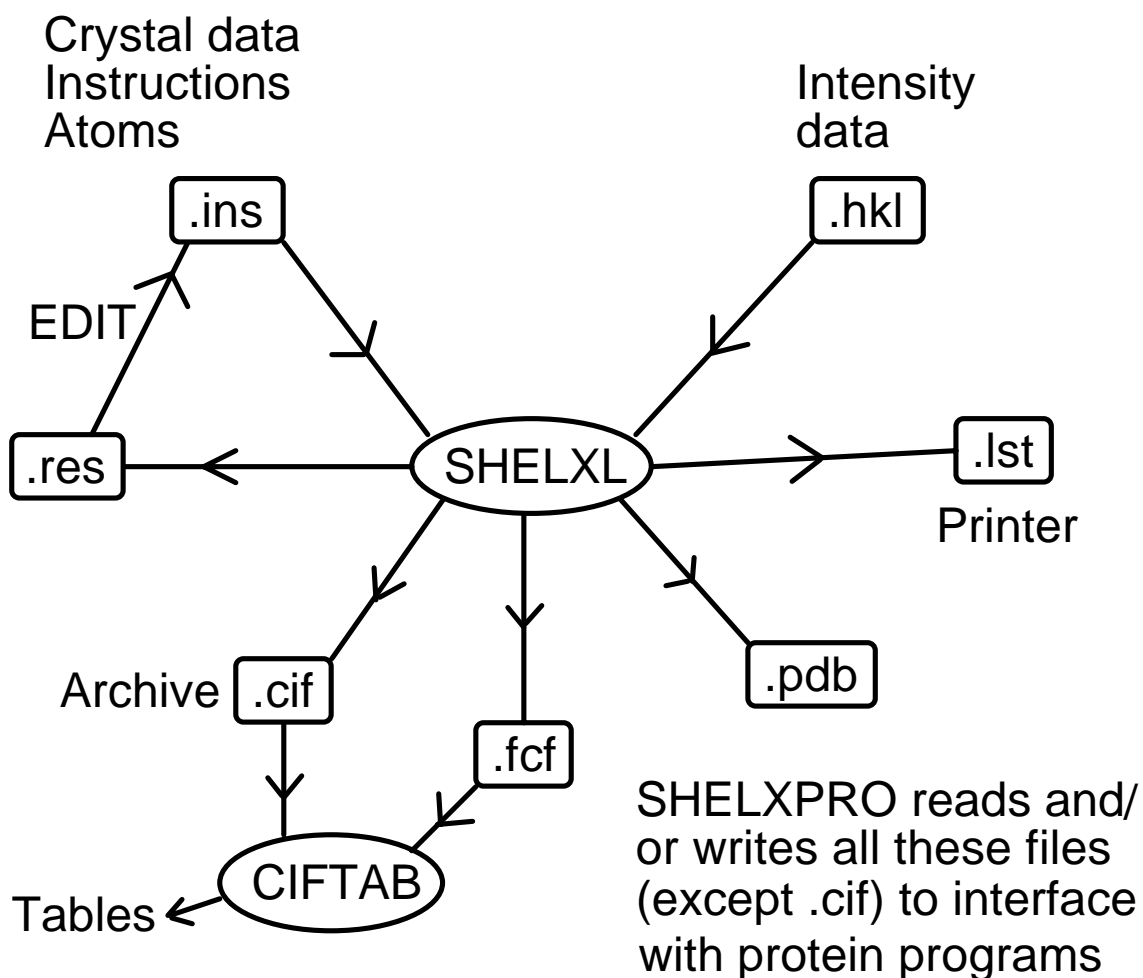 Crystal data
Instructions
Atoms
Intensity
data
.ins
.hkl
EDIT
.res
SHELXL
.lst
Printer
Archive
.cif
.pdb
.fcf
SHELXPRO reads and/
or writes all these files
(except .cif) to interface
with protein programs
CIFTAB
Tables